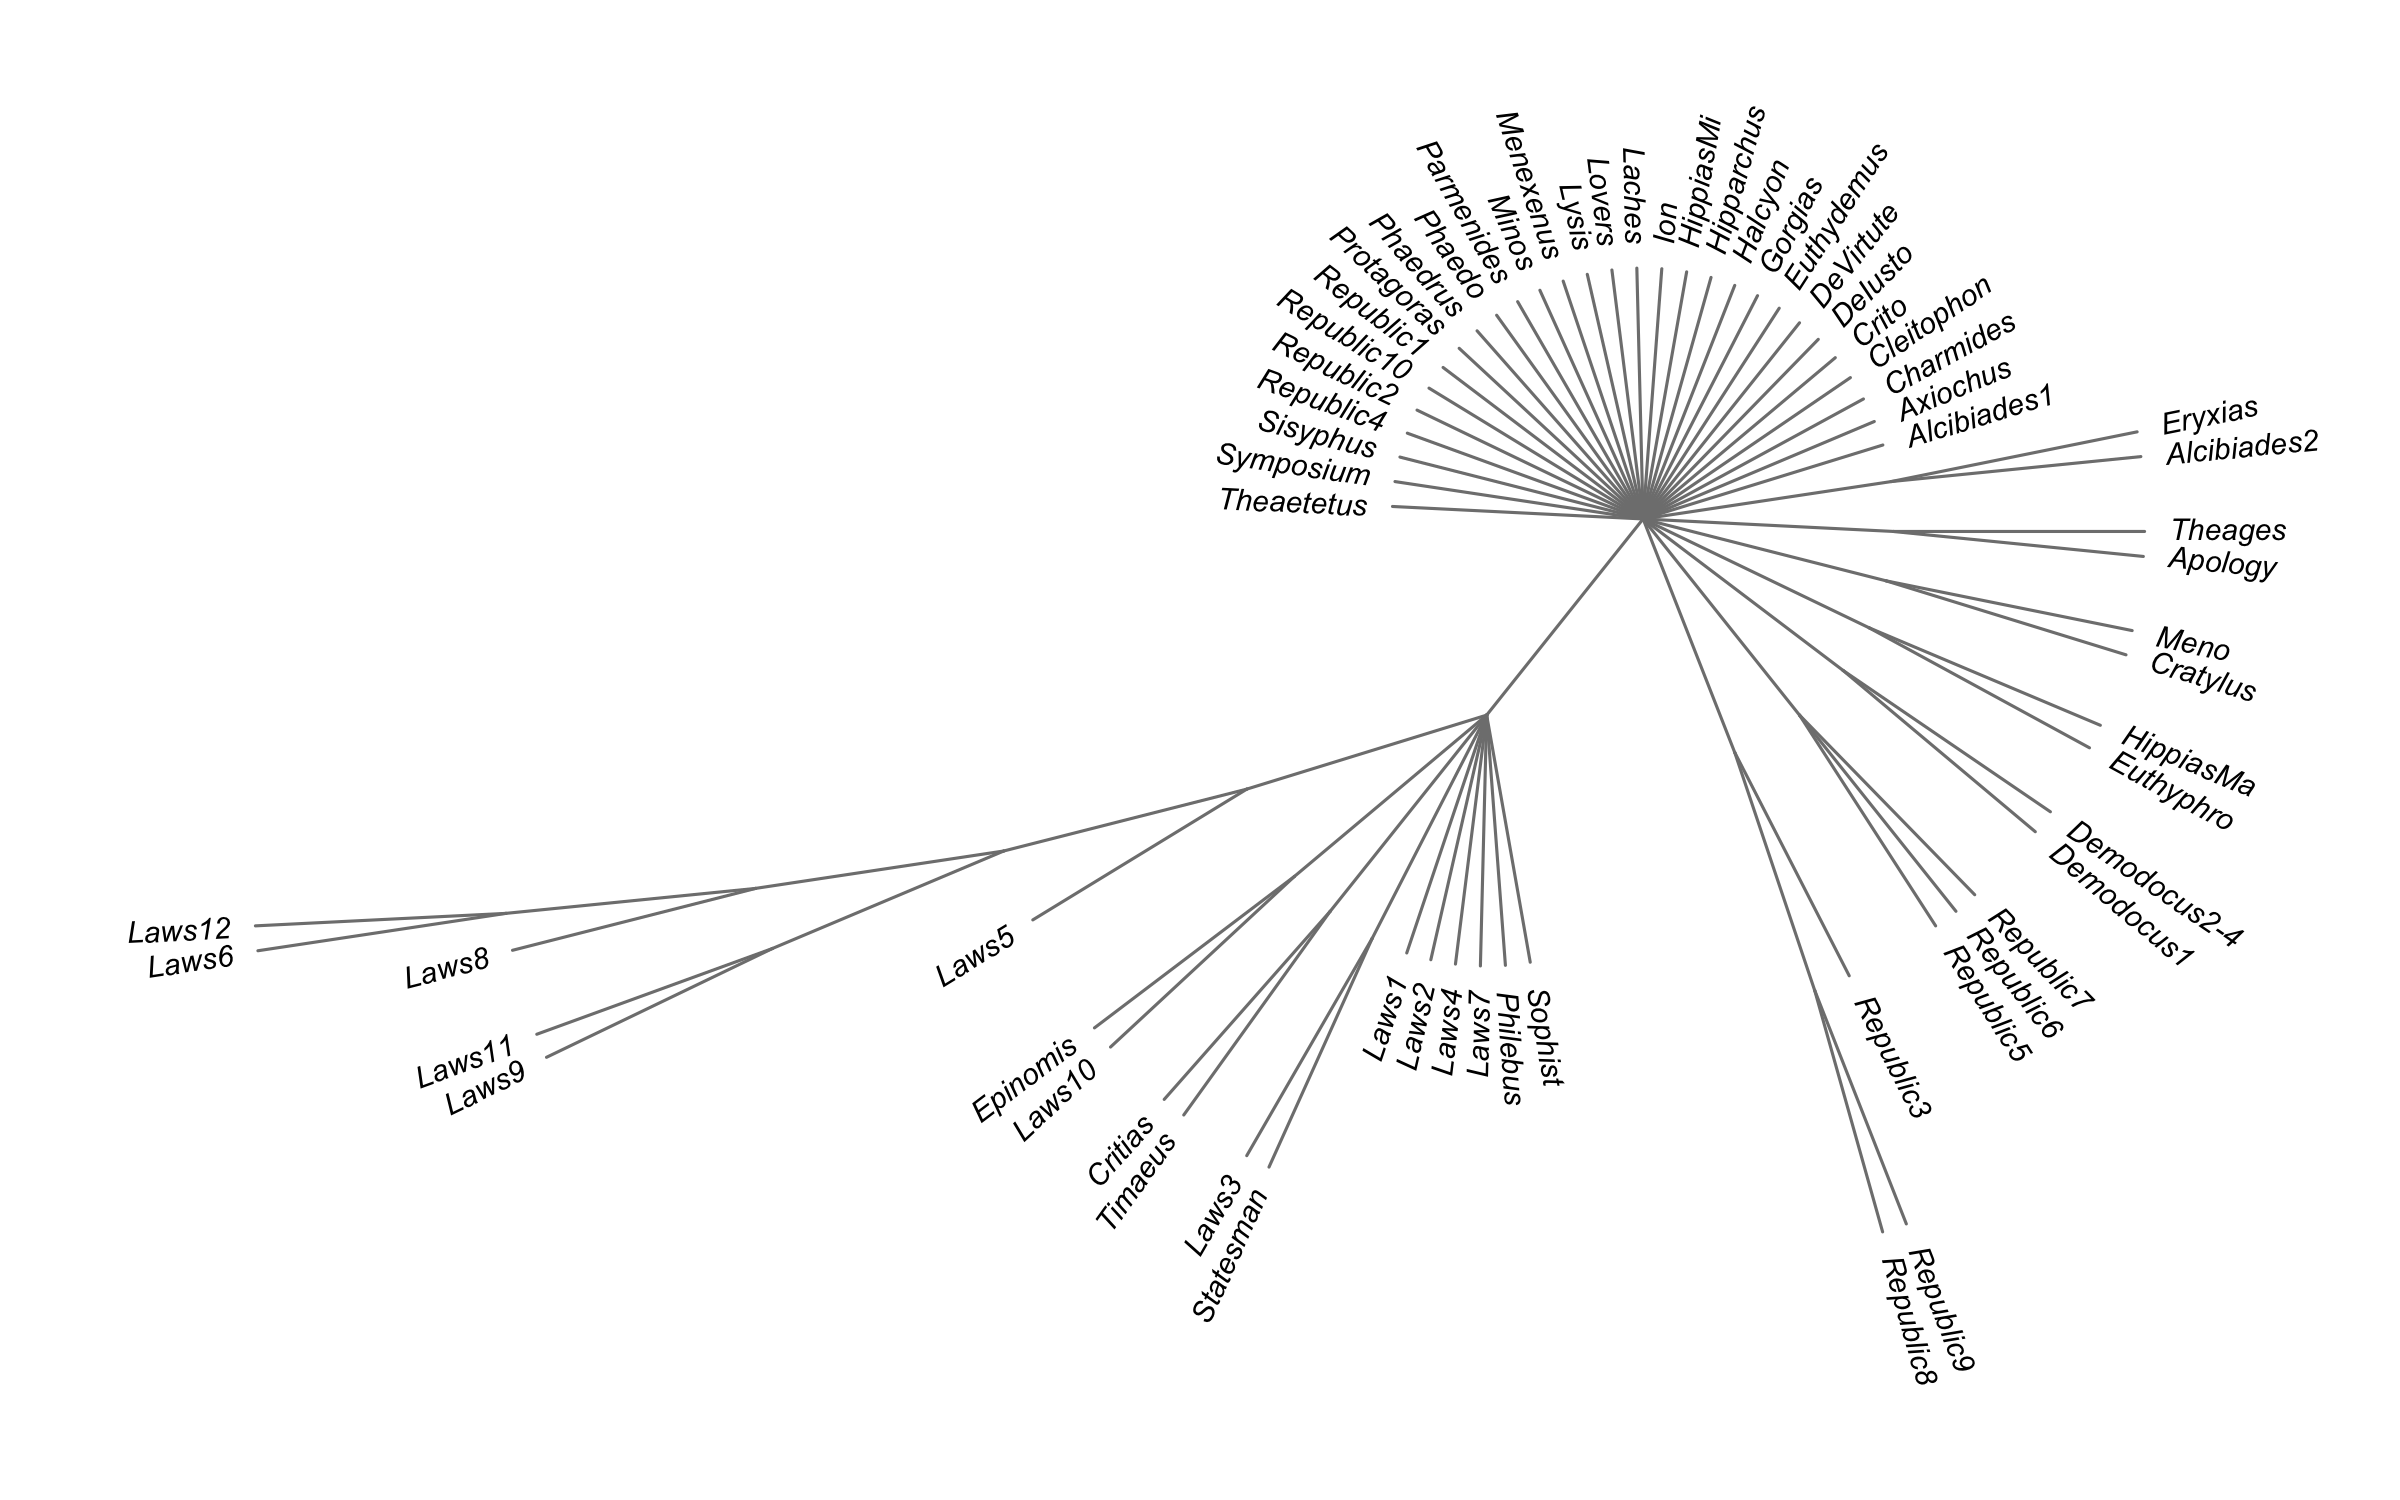 Theaetetus
Symposium
Sisyphus
Republic4
Republic2
Republic10
Republic1
Protagoras
Phaedrus
Phaedo
Parmenides
Minos
Menexenus
Lysis
Lovers
Laches
Ion
HippiasMi
Hipparchus
Halcyon
Gorgias
Euthydemus
DeVirtute
DeIusto
Crito
Cleitophon
Charmides
Axiochus
Alcibiades1
Eryxias
Alcibiades2
Theages
Apology
Meno
Cratylus
HippiasMa
Euthyphro
Demodocus2-4
Demodocus1
Republic7
Republic6
Republic5
Republic3
Republic9
Republic8
Sophist
Philebus
Laws7
Laws4
Laws2
Laws1
Statesman
Laws3
Timaeus
Critias
Laws10
Epinomis
Laws5
Laws9
Laws11
Laws8
Laws6
Laws12